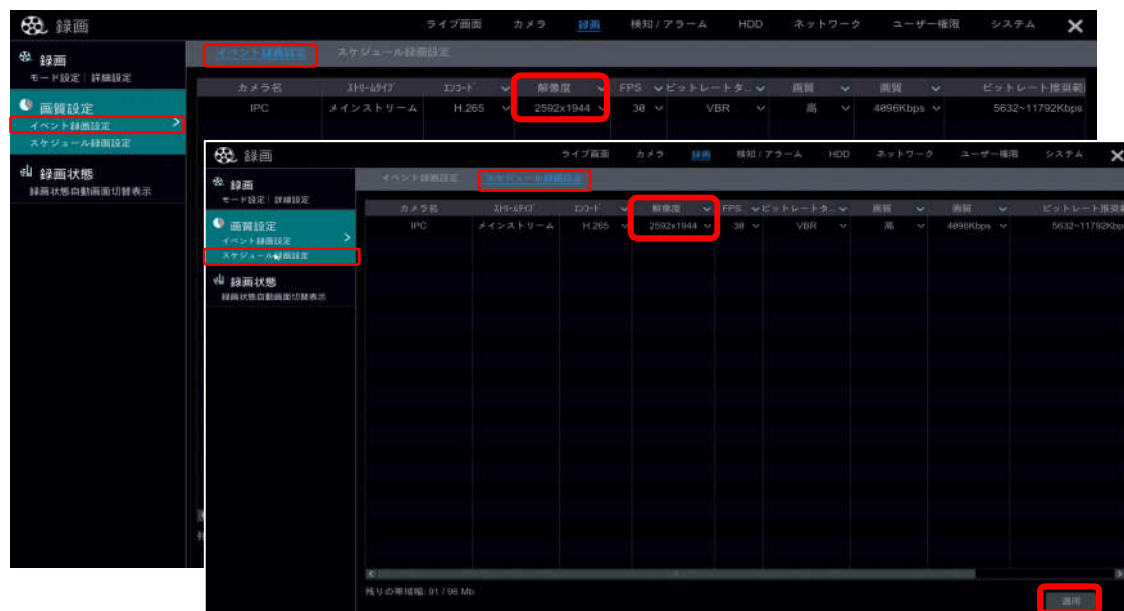 録画 ライブ画面 カメラ 録画 検知/アラーム HDD ネットワーク ユーザー権限 システム
録画
モード設定 | 詳細設定
画質設定
イベント録画設定
スケジュール録画設定
録画状態
録画状態自動画面切替表示
イベント録画設定 スケジュール録画設定
カメラ名 ストリームタイプ エンコード 解像度 FPS ビットレートタ.. 画質 画質 ビットレート推奨範
IPC メインストリーム H.265 2592x1944 30 VBR 高 4096Kbps 5632~11792Kbps
録画 ライブ画面 カメラ 録画 検知/アラーム HDD ネットワーク ユーザー権限 システム
録画
モード設定 | 詳細設定
画質設定
イベント録画設定
スケジュール録画設定
録画状態
録画状態自動画面切替表示
イベント録画設定 スケジュール録画設定
カメラ名 ストリームタイプ エンコード 解像度 FPS ビットレートタ.. 画質 画質 ビットレート推奨
IPC メインストリーム H.265 2592x1944 30 VBR 高 4096Kbps 5632~11792Kbp
残りの帯域幅: 91 / 96 Mb
適用